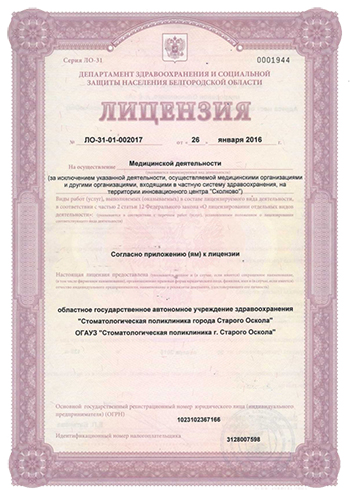 Серия ЛО-31
0001944
ДЕПАРТАМЕНТ ЗДРАВООХРАНЕНИЯ И СОЦИАЛЬНОЙ
ЗАЩИТЫ НАСЕЛЕНИЯ БЕЛГОРОДСКОЙ ОБЛАСТИ
ЛИЦЕНЗИЯ
№ ЛО-31-01-002017 от « 26 » января 2016 г.
На осуществление Медицинской деятельности
(за исключением указанной деятельности, осуществляемой медицинскими организациями
и другими организациями, входящими в частную систему здравоохранения, на
территории инновационного центра "Сколково")
Виды работ (услуг), выполняемых (оказываемых) в составе лицензируемого вида деятельности,
в соответствии с частью 2 статьи 12 Федерального закона «О лицензировании отдельных видов
деятельности»:
Согласно приложению (ям) к лицензии
Настоящая лицензия предоставлена
областное государственное автономное учреждение здравоохранения
"Стоматологическая поликлиника города Старого Оскола"
ОГАУЗ "Стоматологическая поликлиника г. Старого Оскола"
Основной государственный регистрационный номер юридического лица (индивидуального
предпринимателя) (ОГРН) 1023102367166
Идентификационный номер налогоплательщика 3128007598